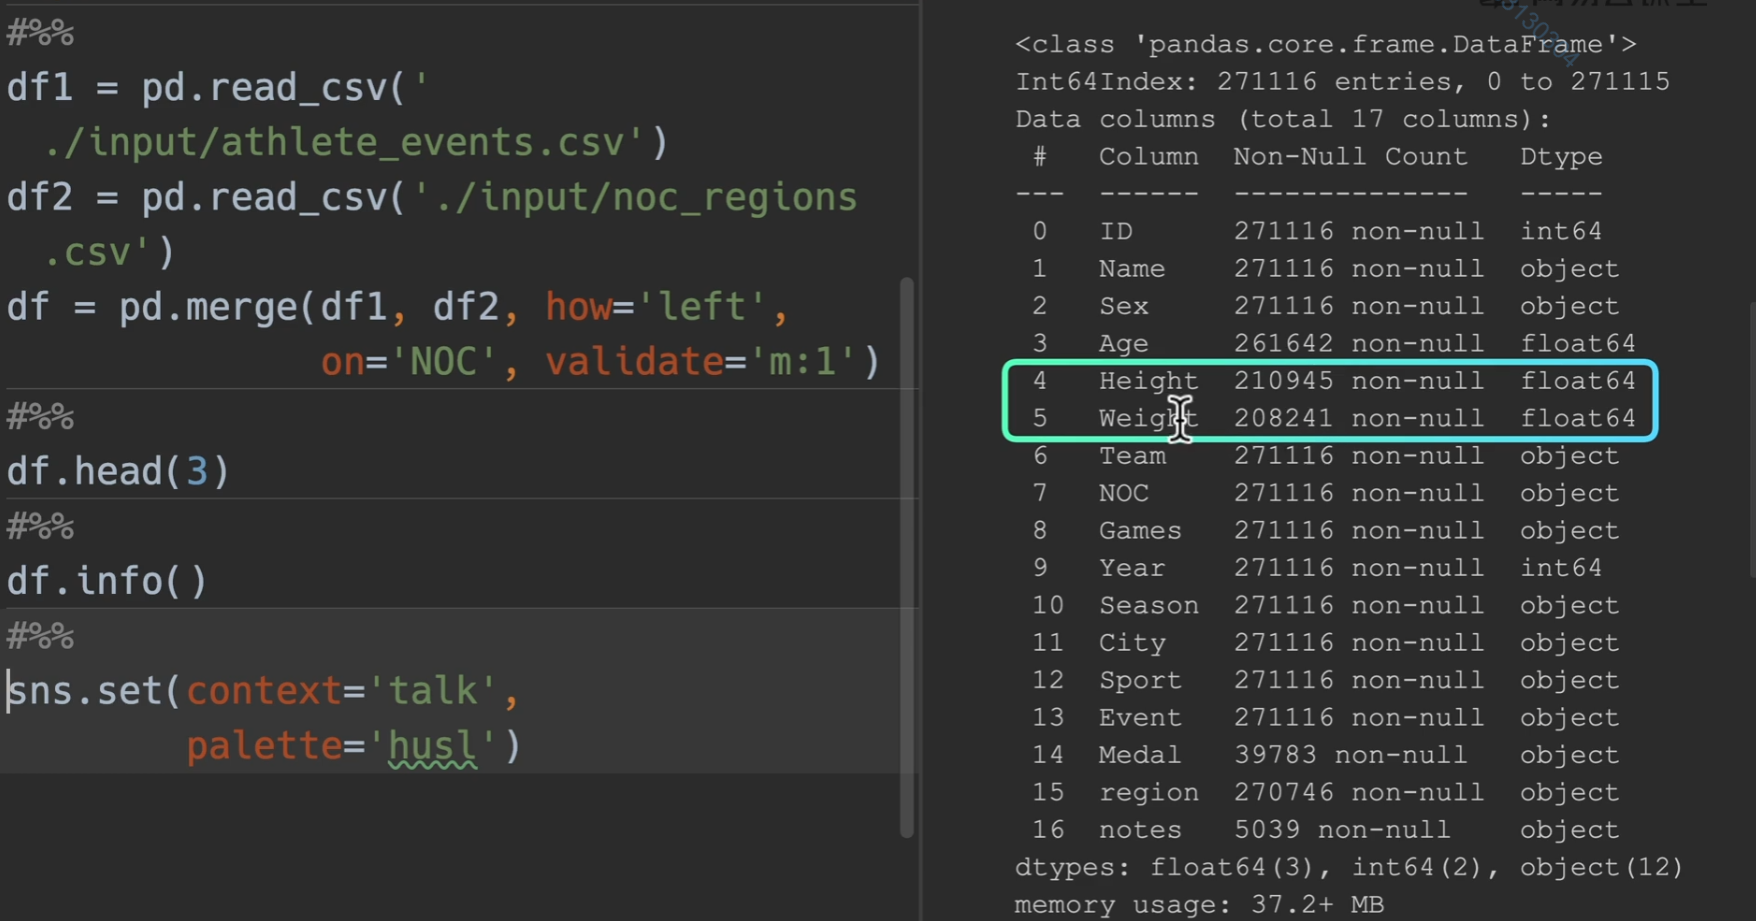 #%%
df1 = pd.read_csv('
./input/athlete_events.csv')
df2 = pd.read_csv('./input/noc_regions
.csv')
df = pd.merge(df1, df2, how='left',
on='NOC', validate='m:1')
#%%
df.head(3)
#%%
df.info()
#%%
sns.set(context='talk',
palette='husl')
<class 'pandas.core.frame.DataFrame'>
Int64Index: 271116 entries, 0 to 271115
Data columns (total 17 columns):
# Column Non-Null Count Dtype
--- ------ -------------- -----
0 ID 271116 non-null int64
1 Name 271116 non-null object
2 Sex 271116 non-null object
3 Age 261642 non-null float64
4 Height 210945 non-null float64
5 Weight 208241 non-null float64
6 Team 271116 non-null object
7 NOC 271116 non-null object
8 Games 271116 non-null object
9 Year 271116 non-null int64
10 Season 271116 non-null object
11 City 271116 non-null object
12 Sport 271116 non-null object
13 Event 271116 non-null object
14 Medal 39783 non-null object
15 region 270746 non-null object
16 notes 5039 non-null object
dtypes: float64(3), int64(2), object(12)
memory usage: 37.2+ MB